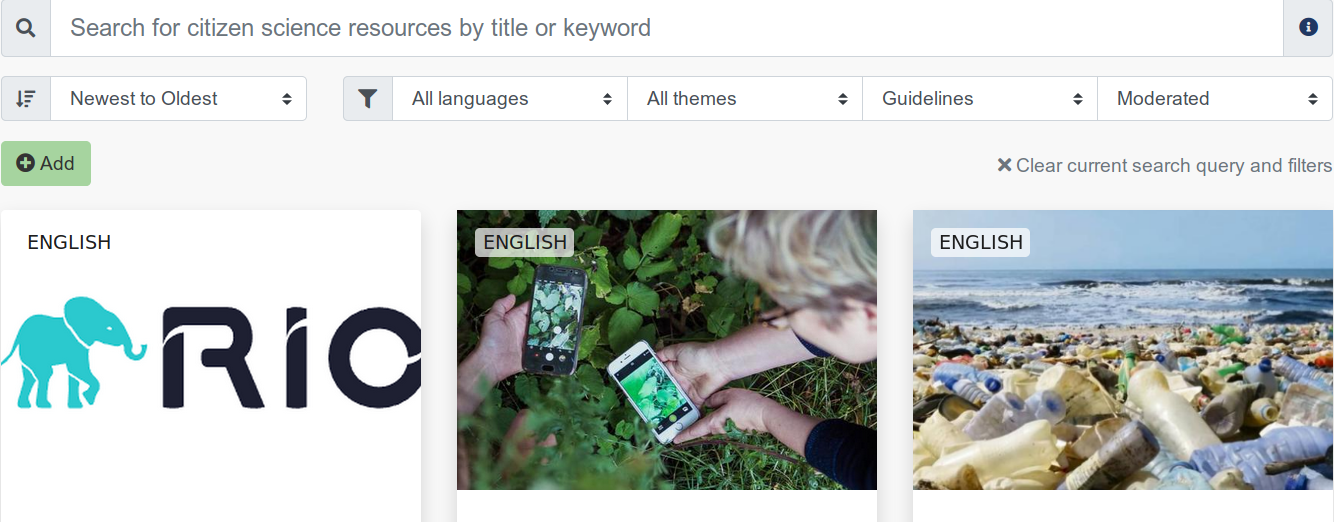 Search for citizen science resources by title or keyword
Newest to Oldest
All languages
All themes
Guidelines
Moderated
Add
Clear current search query and filters
ENGLISH
RIO
ENGLISH
ENGLISH